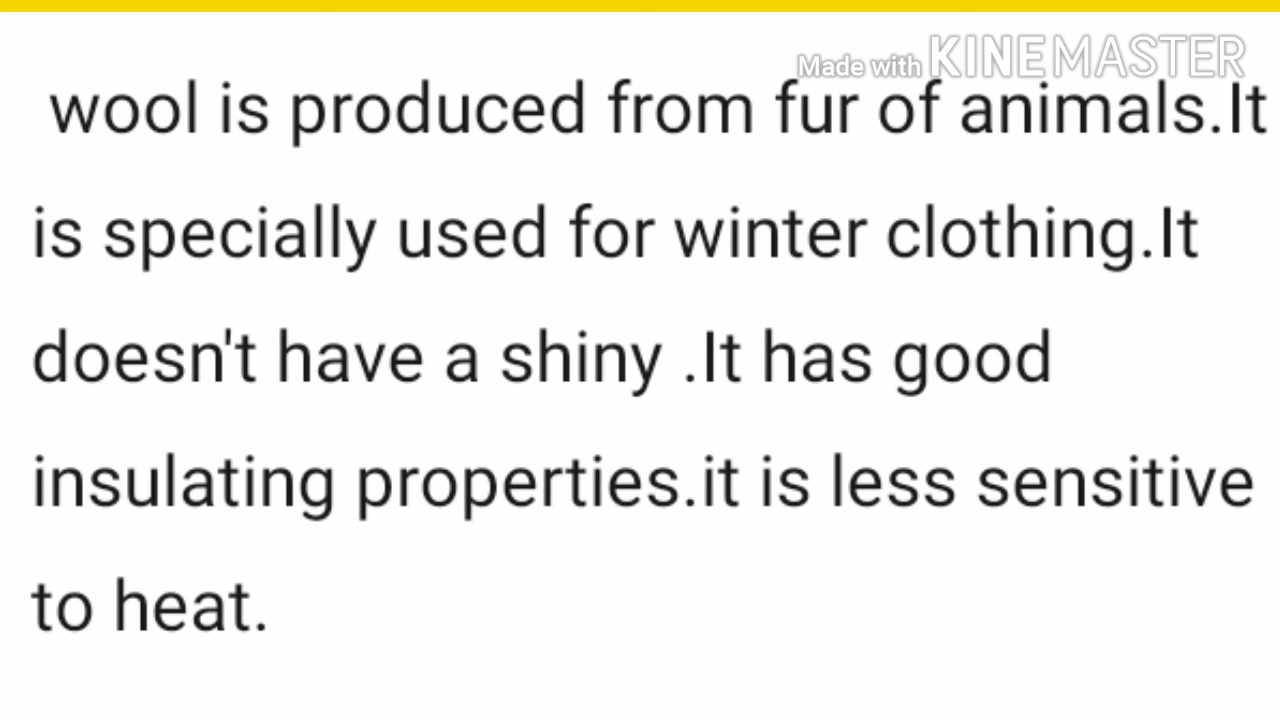 Made with KINEMASTER
wool is produced from fur of animals.It
is specially used for winter clothing.It
doesn't have a shiny .It has good
insulating properties.it is less sensitive
to heat.